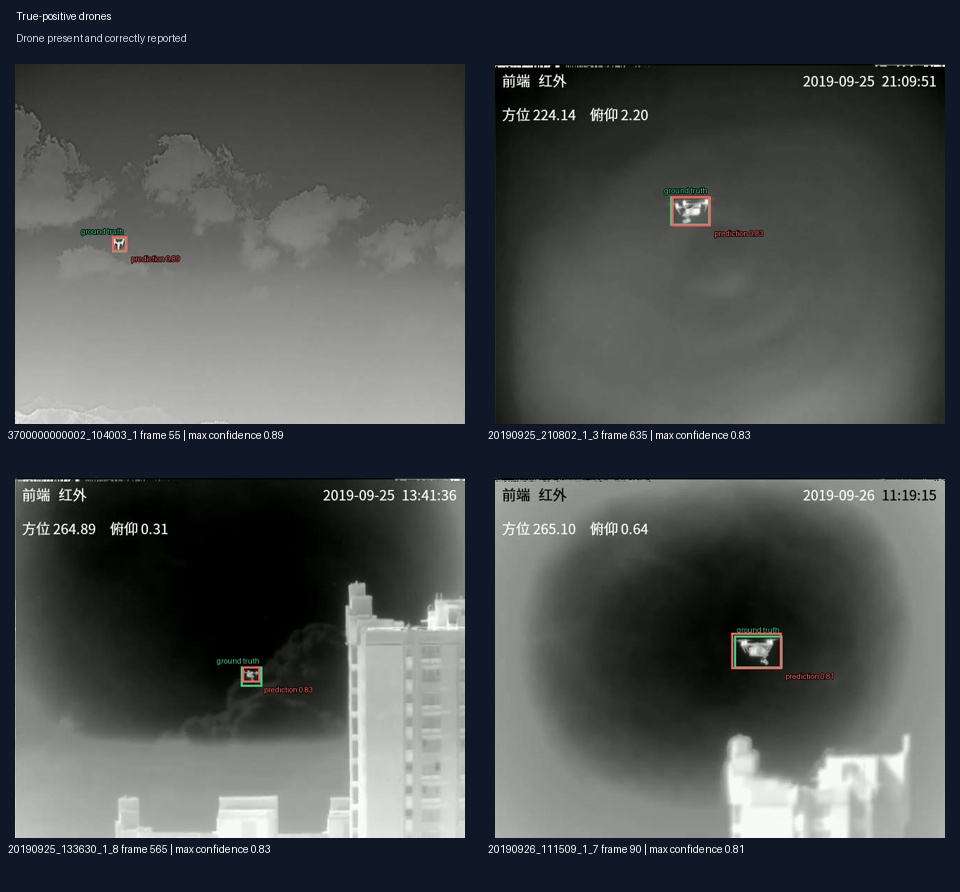 True-positive drones
Drone present and correctly reported
ground truth
prediction 0.89
3700000000002_104003_1 frame 55 | max confidence 0.89
前端 红外 2019-09-25 21:09:51
方位 224.14 俯仰 2.20
ground truth
prediction 0.83
20190925_210802_1_3 frame 635 | max confidence 0.83
前端 红外 2019-09-25 13:41:36
方位 264.89 俯仰 0.31
ground truth
prediction 0.83
20190925_133630_1_8 frame 565 | max confidence 0.83
前端 红外 2019-09-26 11:19:15
方位 265.10 俯仰 0.64
ground truth
prediction 0.81
20190926_111509_1_7 frame 90 | max confidence 0.81